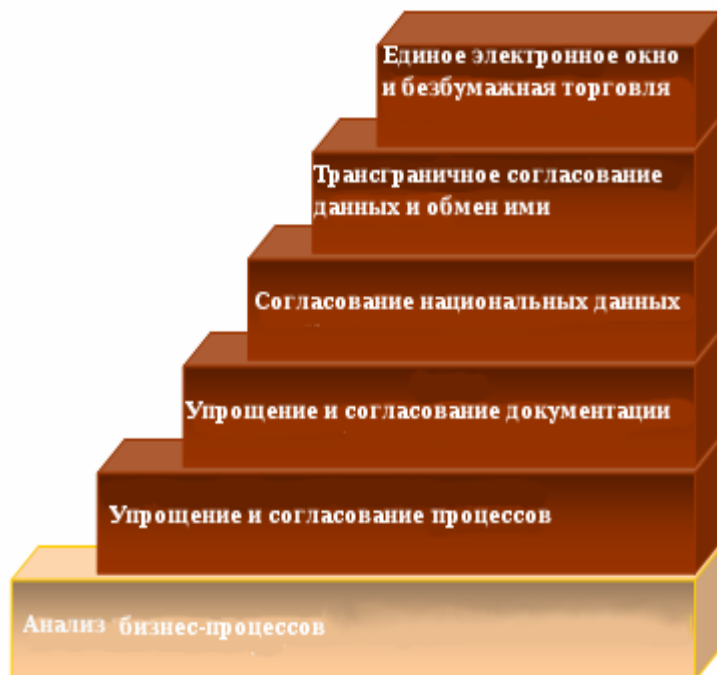 Единое электронное окно
и безбумажная торговля
Трансграничное согласование
данных и обмен ими
Согласование национальных данных
Упрощение и согласование документации
Упрощение и согласование процессов
Анализ бизнес-процессов